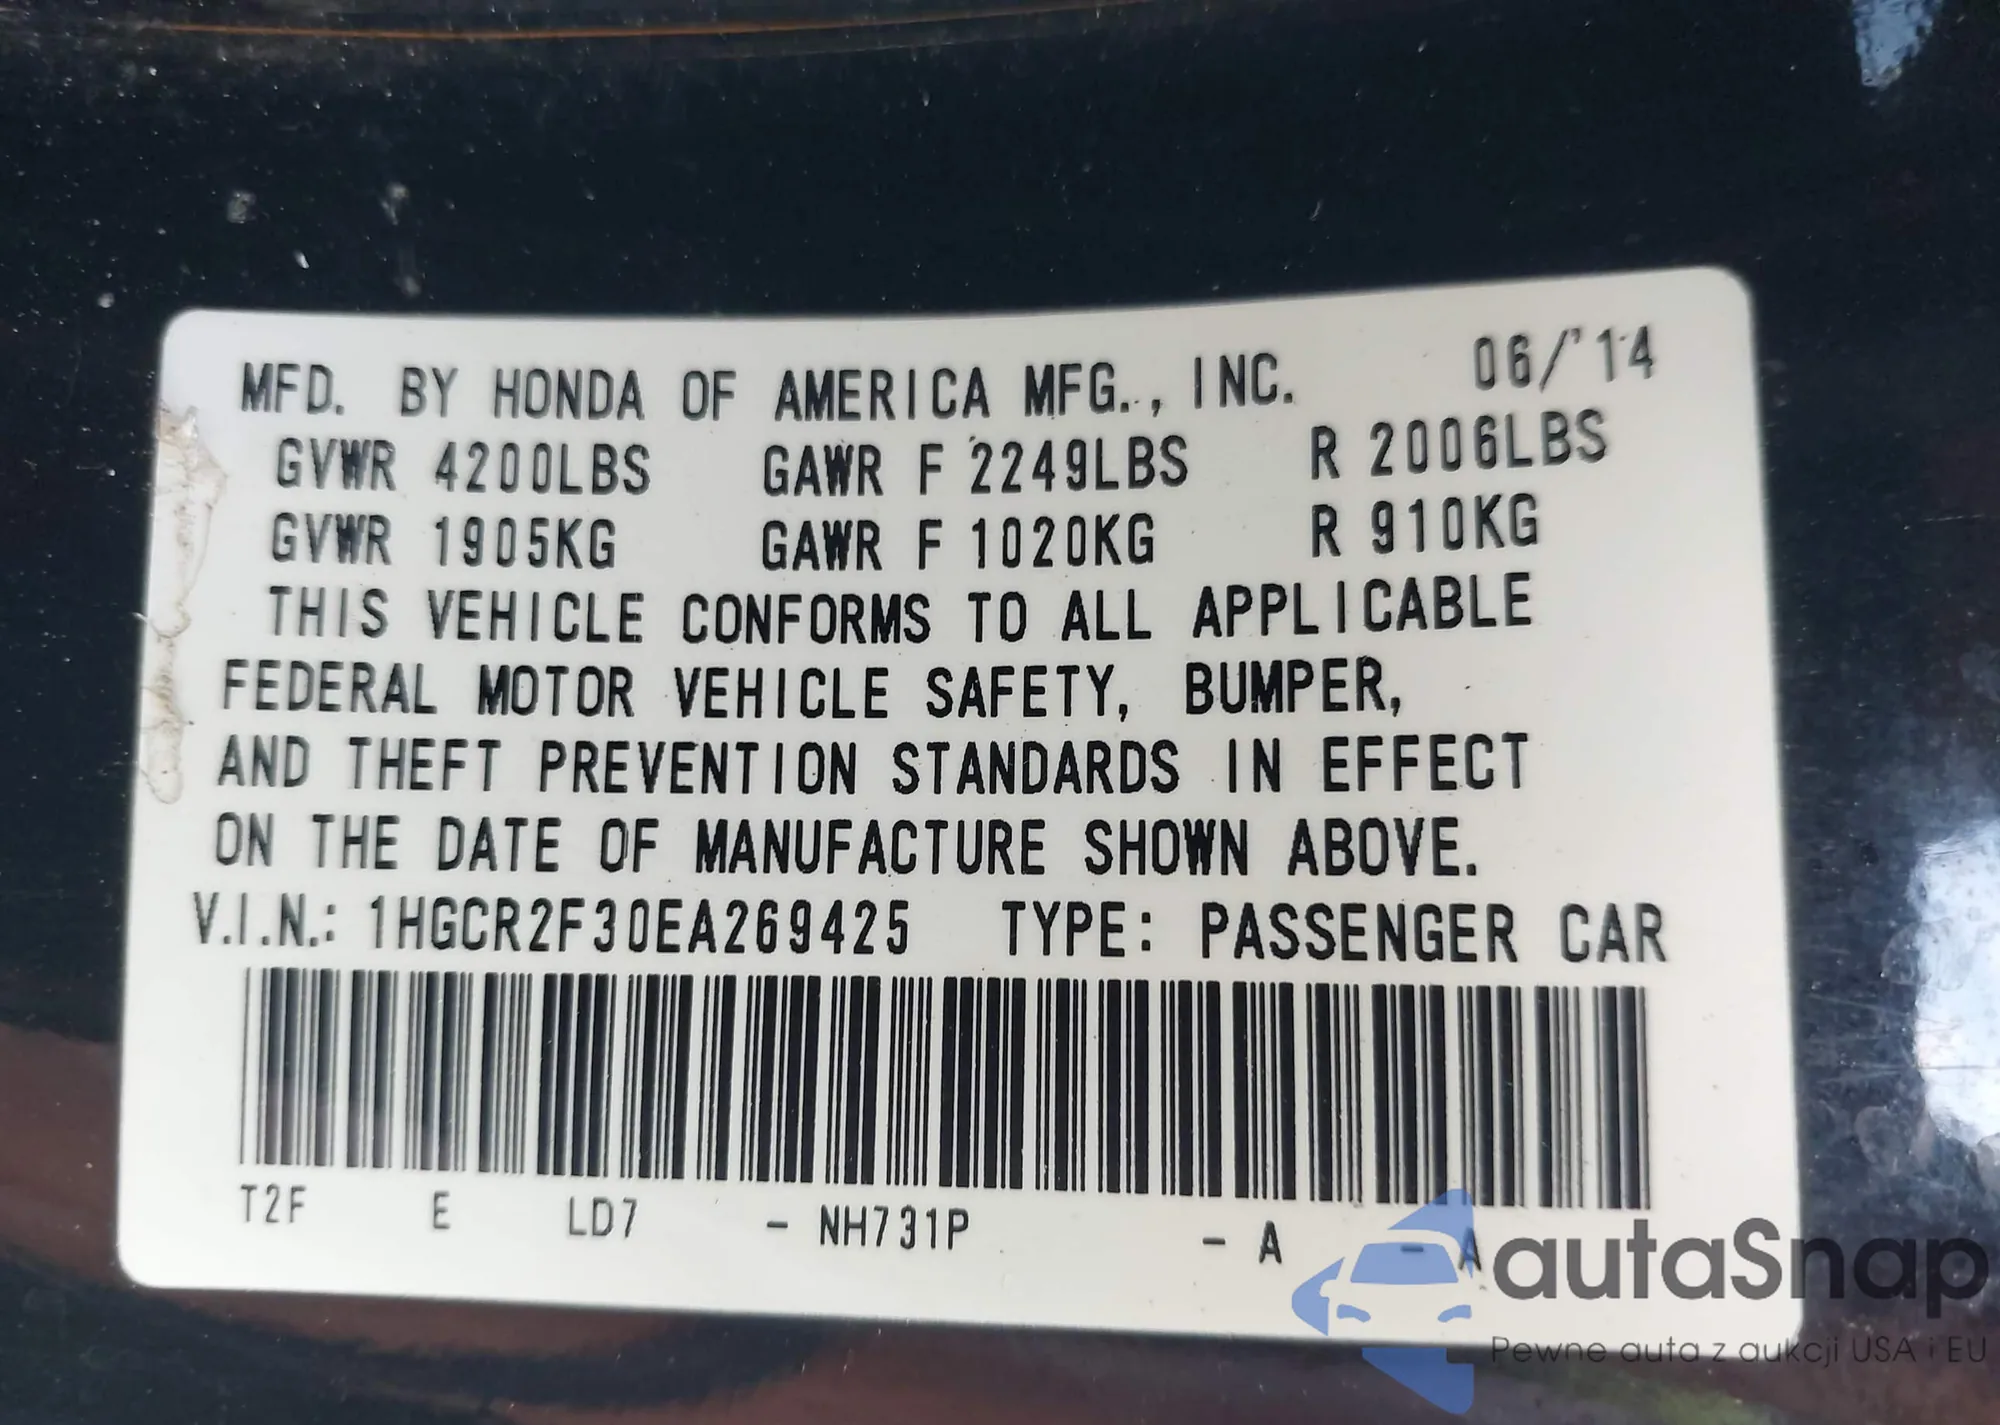 MFD. BY HONDA OF AMERICA MFG., INC. 06/'14
GVWR 4200LBS GAWR F 2249LBS R 2006LBS
GVWR 1905KG GAWR F 1020KG R 910KG
THIS VEHICLE CONFORMS TO ALL APPLICABLE
FEDERAL MOTOR VEHICLE SAFETY, BUMPER,
AND THEFT PREVENTION STANDARDS IN EFFECT
ON THE DATE OF MANUFACTURE SHOWN ABOVE.
V.I.N.: 1HGCR2F30EA269425 TYPE: PASSENGER CAR
T2F E LD7 - NH731P - A - A
autaSnap
Pewne auta z aukcji USA i EU